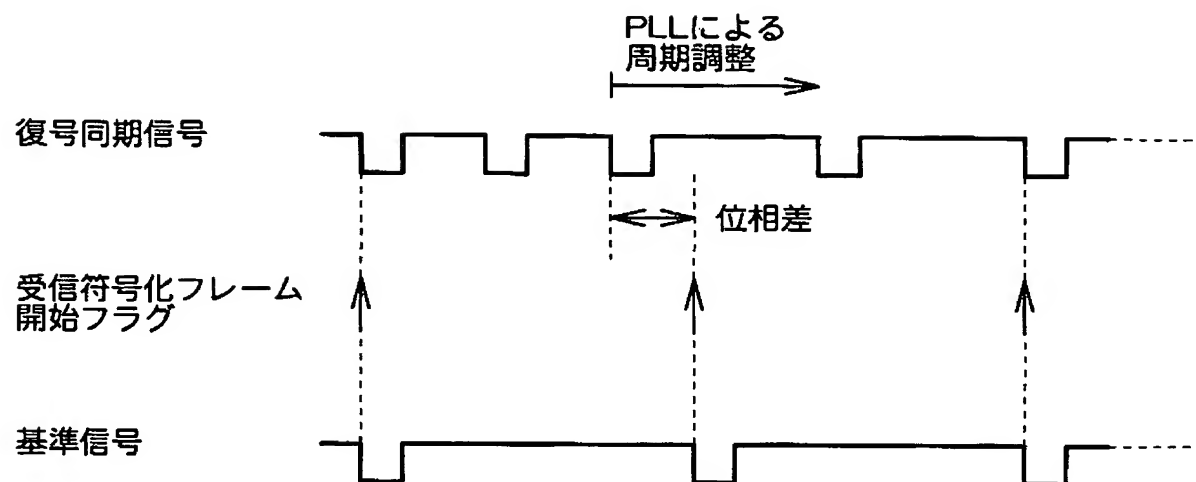 PLLによる
周期調整
復号同期信号
位相差
受信符号化フレーム
開始フラグ
基準信号